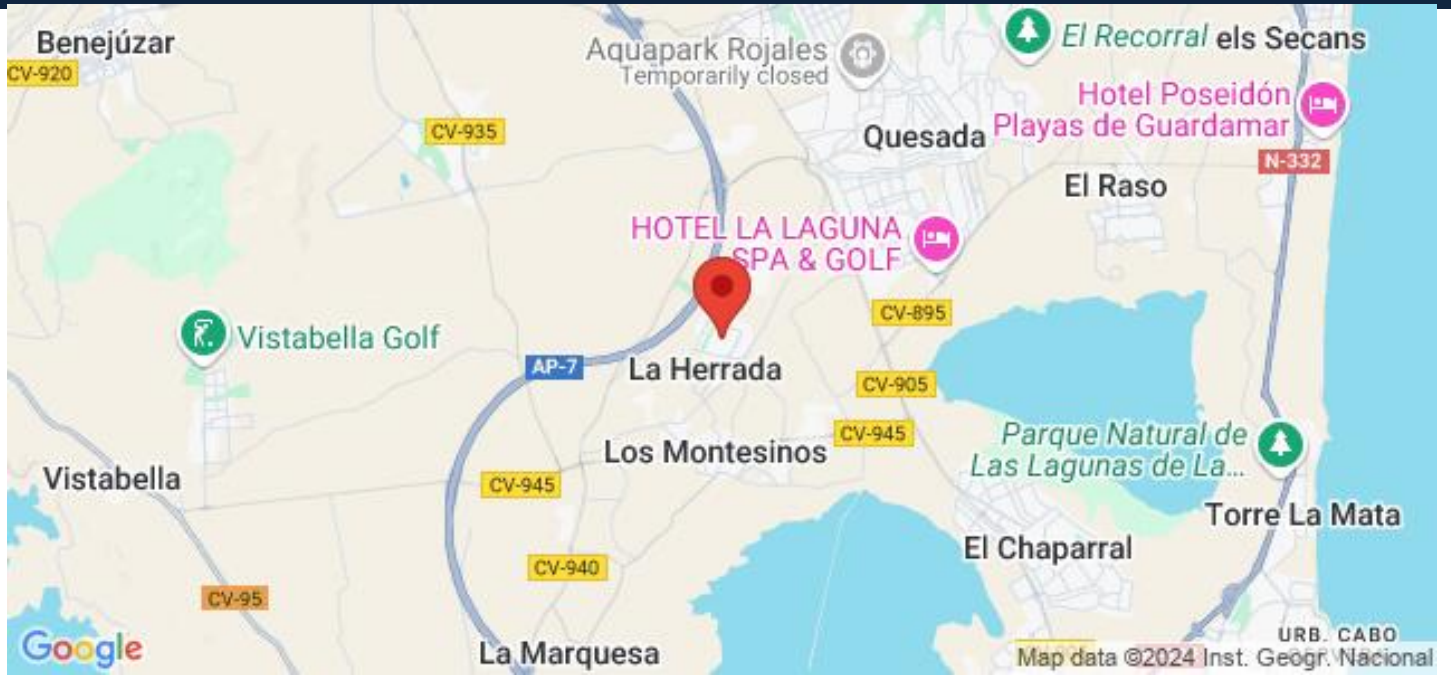 Benejúzar
CV-920
Aquapark Rojales
Temporarily closed
El Recorral
els Secans
Hotel Poseidón
Playas de Guardamar
CV-935
Quesada
N-332
El Raso
HOTEL LA LAGUNA
SPA & GOLF
CV-895
Vistabella Golf
AP-7
La Herrada
CV-905
CV-945
Parque Natural de
Las Lagunas de La...
Los Montesinos
Vistabella
CV-945
Torre La Mata
El Chaparral
CV-940
CV-95
URB. CABO
Google
La Marquesa
Map data ©2024 Inst. Geogr. Nacional